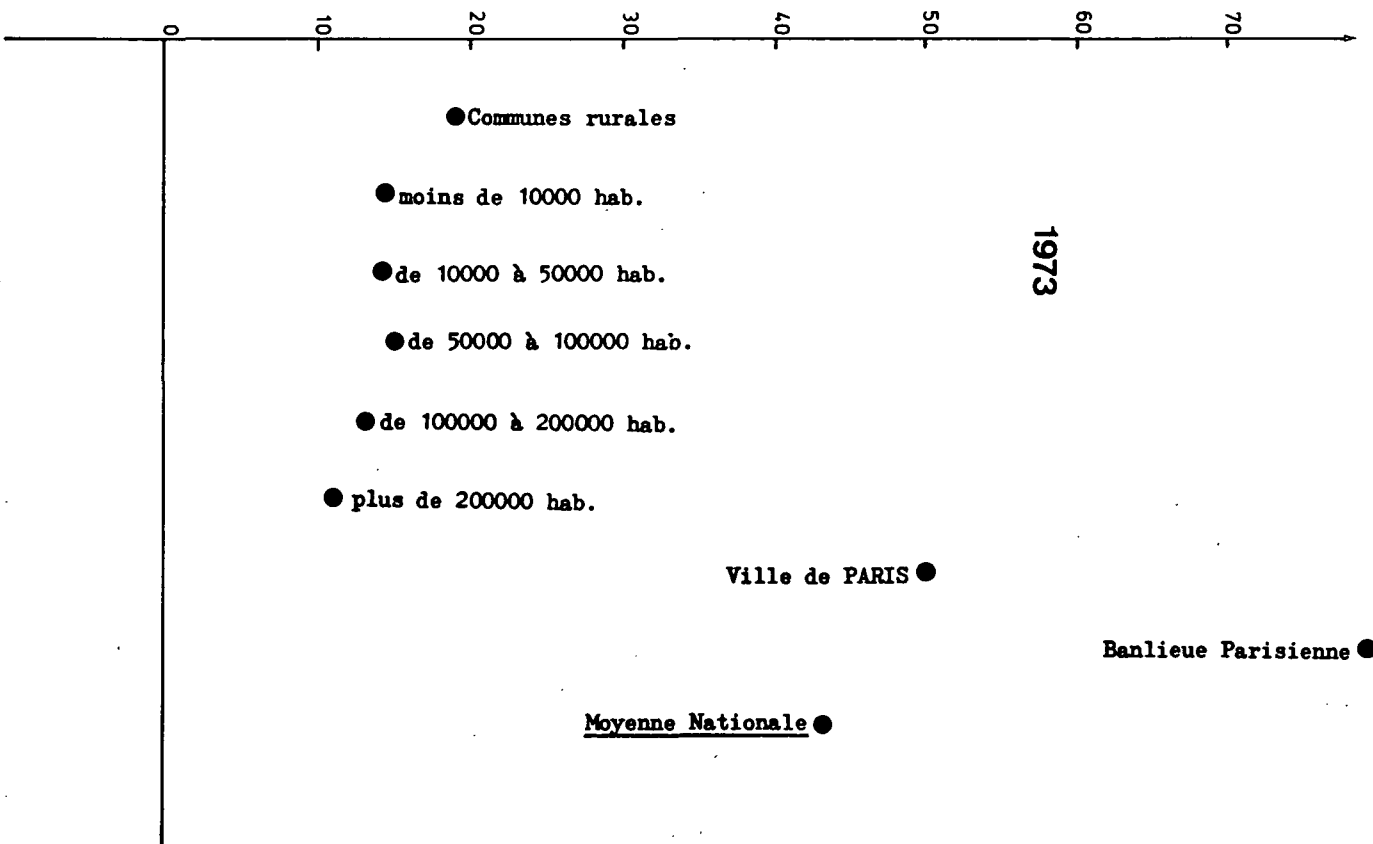 0 10 20 30 40 50 60 70
Communes rurales
moins de 10000 hab.
1973
de 10000 à 50000 hab.
de 50000 à 100000 hab.
de 100000 à 200000 hab.
plus de 200000 hab.
Ville de PARIS
Banlieue Parisienne
Moyenne Nationale